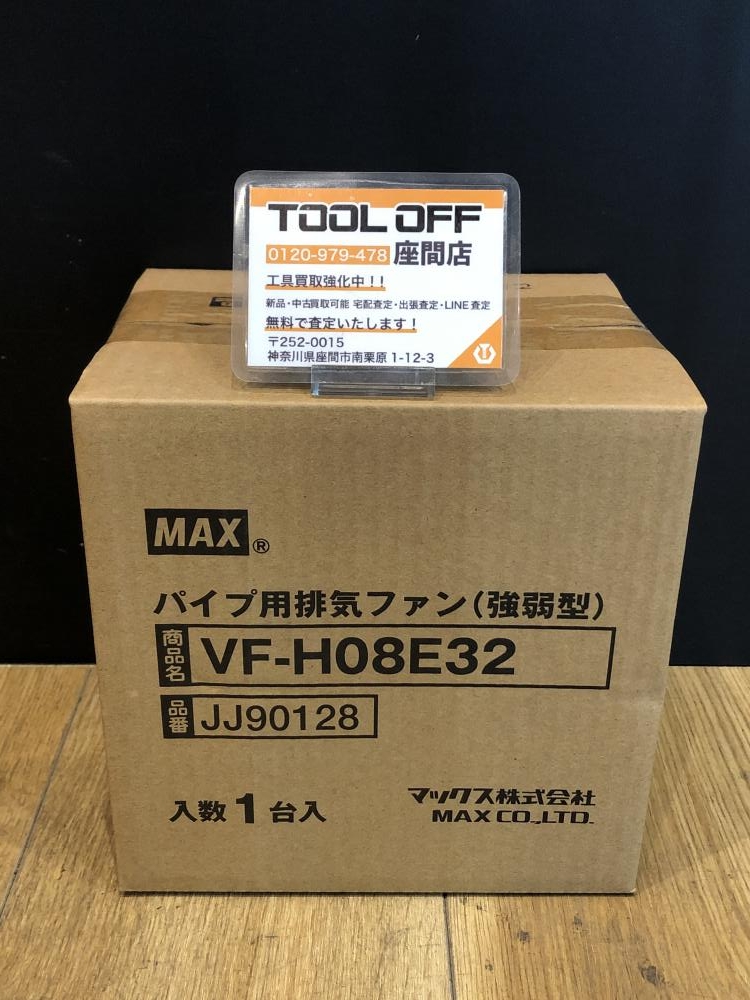 TOOL OFF
0120-979-478 座間店
工具買取強化中！！
新品・中古買取可能 宅配査定・出張査定・LINE査定
無料で査定いたします！
〒252-0015
神奈川県座間市南栗原 1-12-3
MAX®
パイプ用排気ファン(強弱型)
商品名 VF-H08E32
品番 JJ90128
入数 1 台入
マックス株式会社
MAX CO.,LTD.